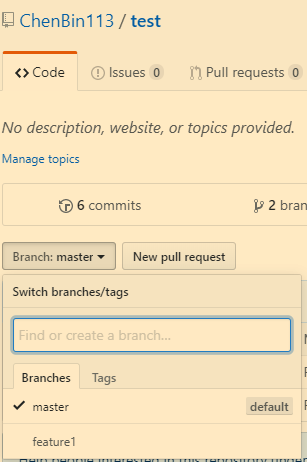 ChenBin113 / test
Code Issues 0 Pull requests 0
No description, website, or topics provided.
Manage topics
6 commits 2 bran
Branch: master New pull request
Switch branches/tags
Find or create a branch...
Branches Tags
master default
feature1
Help people interested in this repository under